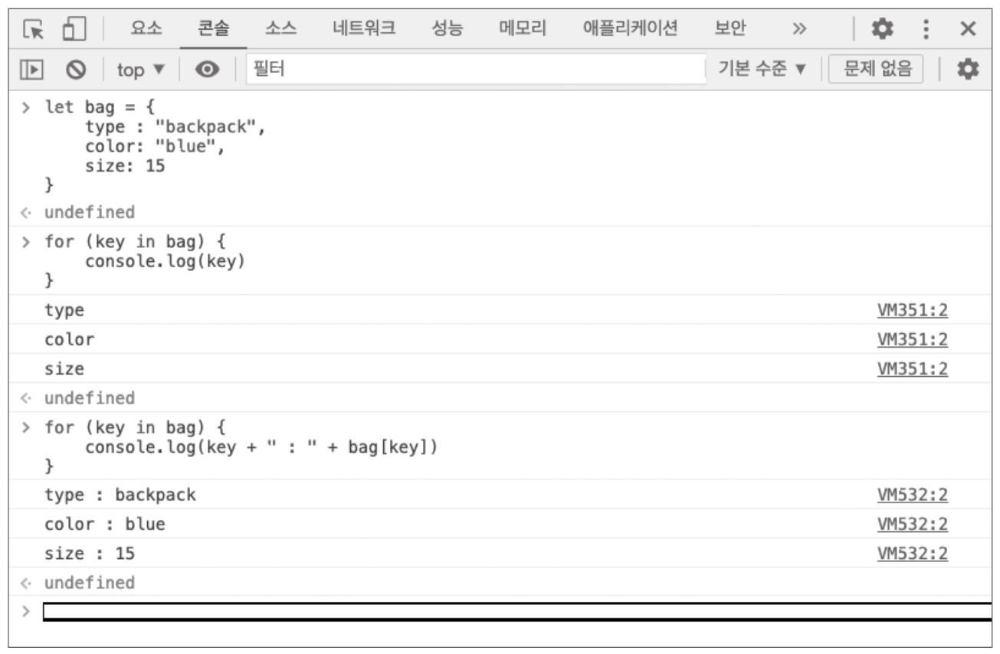 요소 콘솔 소스 네트워크 성능 메모리 애플리케이션 보안 »
top ▼ 필터 기본 수준 ▼ 문제 없음
> let bag = {
type : "backpack",
color: "blue",
size: 15
}
<· undefined
> for (key in bag) {
console.log(key)
}
type VM351:2
color VM351:2
size VM351:2
<· undefined
> for (key in bag) {
console.log(key + " : " + bag[key])
}
type : backpack VM532:2
color : blue VM532:2
size : 15 VM532:2
<· undefined
>